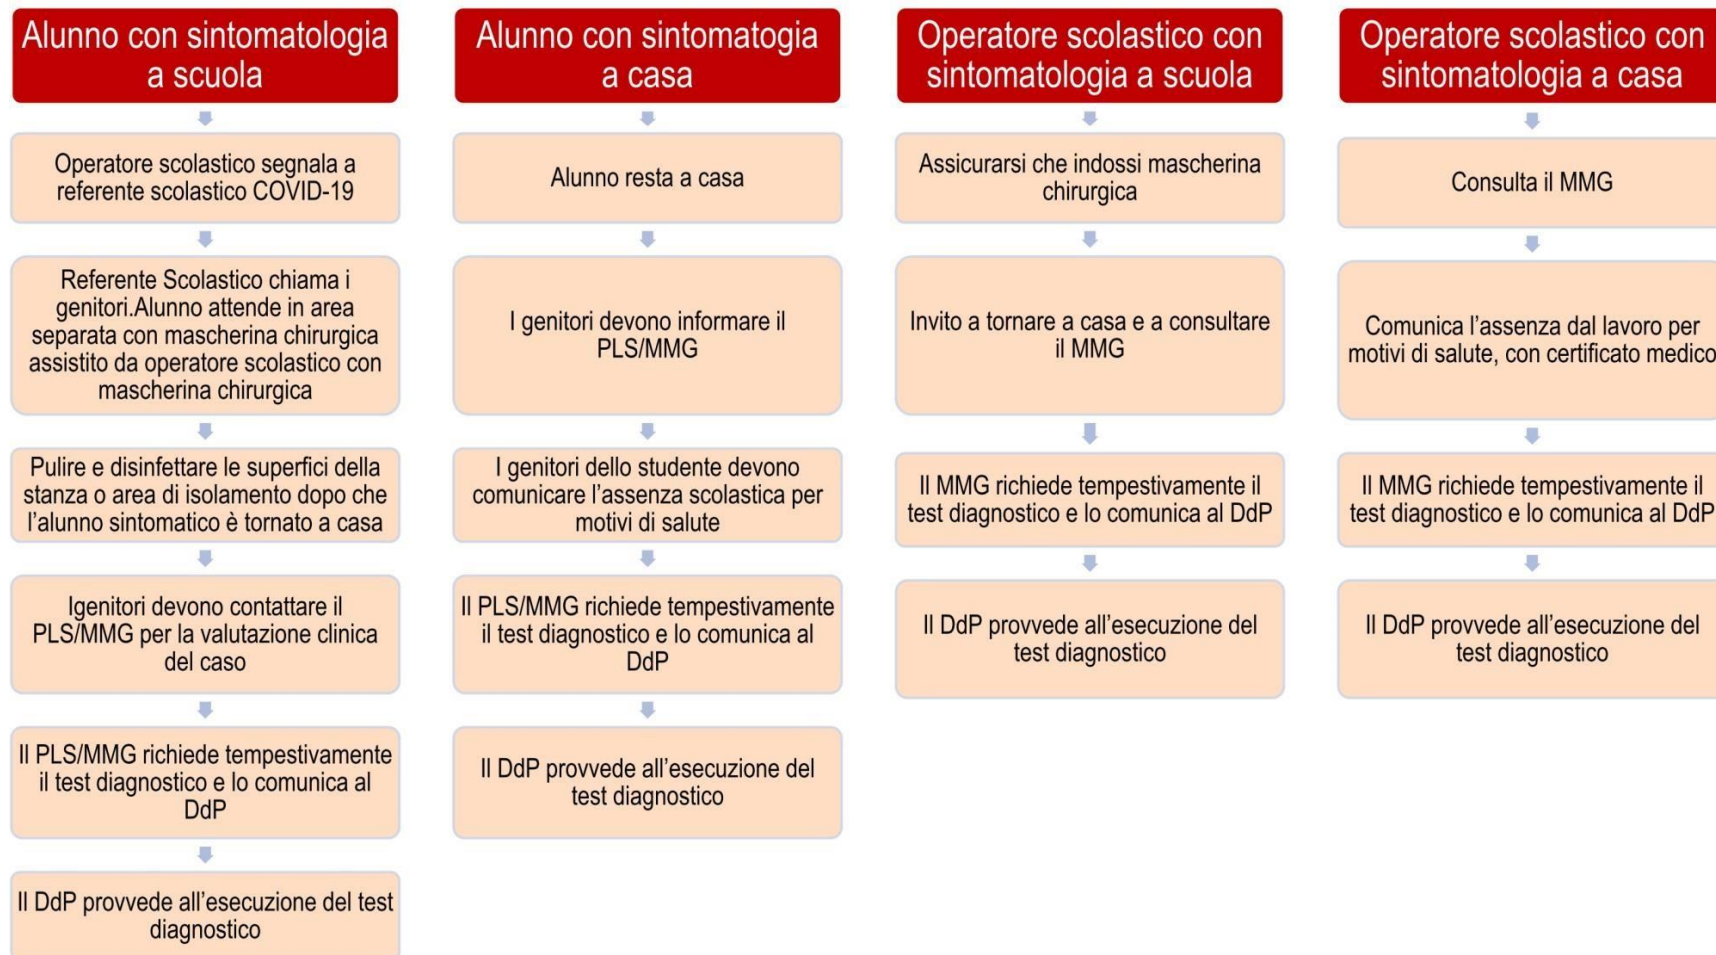 Alunno con sintomatologia
a scuola
Operatore scolastico segnala a
referente scolastico COVID-19
Referente Scolastico chiama i
genitori.Alunno attende in area
separata con mascherina chirurgica
assistito da operatore scolastico con
mascherina chirurgica
Pulire e disinfettare le superfici della
stanza o area di isolamento dopo che
l’alunno sintomatico è tornato a casa
Igenitori devono contattare il
PLS/MMG per la valutazione clinica
del caso
Il PLS/MMG richiede tempestivamente
il test diagnostico e lo comunica al
DdP
Il DdP provvede all’esecuzione del test
diagnostico
Alunno con sintomatogia
a casa
Alunno resta a casa
I genitori devono informare il
PLS/MMG
I genitori dello studente devono
comunicare l’assenza scolastica per
motivi di salute
Il PLS/MMG richiede tempestivamente
il test diagnostico e lo comunica al
DdP
Il DdP provvede all’esecuzione del
test diagnostico
Operatore scolastico con
sintomatologia a scuola
Assicurarsi che indossi mascherina
chirurgica
Invito a tornare a casa e a consultare
il MMG
Il MMG richiede tempestivamente il
test diagnostico e lo comunica al DdP
Il DdP provvede all’esecuzione del
test diagnostico
Operatore scolastico con
sintomatologia a casa
Consulta il MMG
Comunica l’assenza dal lavoro per
motivi di salute, con certificato medico
Il MMG richiede tempestivamente il
test diagnostico e lo comunica al DdP
Il DdP provvede all’esecuzione del
test diagnostico